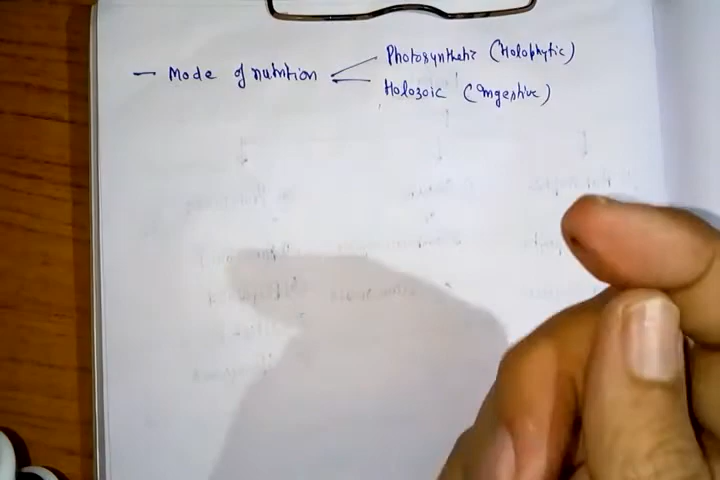 — Mode of nutrition
Photosynthetic (Holophytic)
Holozoic (Ingestive)